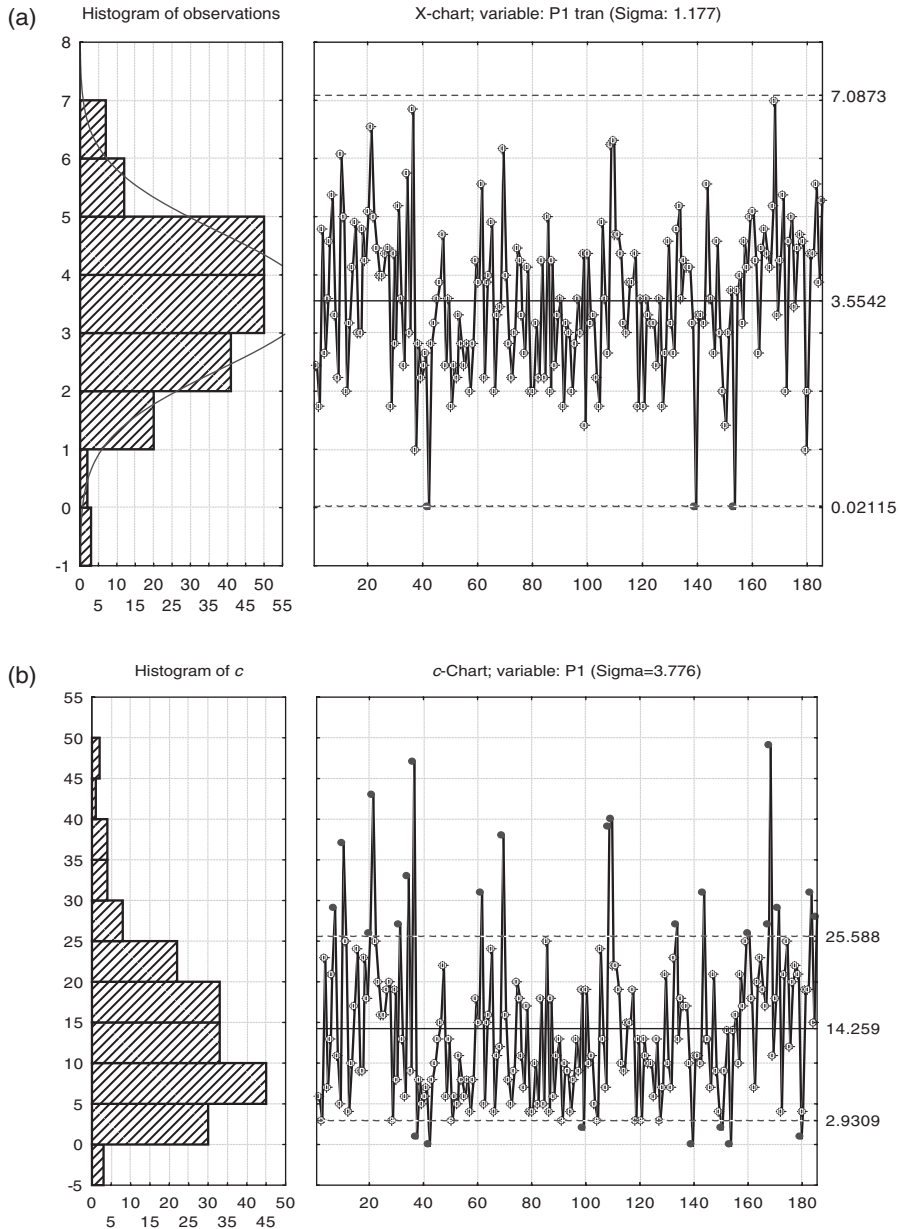 (a)
Histogram of observations
X-chart; variable: P1 tran (Sigma: 1.177)
8
7
6
5
4
3
2
1
0
-1
0 10 20 30 40 50
5 15 25 35 45 55
7.0873
3.5542
0.02115
20 40 60 80 100 120 140 160 180
(b)
Histogram of c
c-Chart; variable: P1 (Sigma=3.776)
55
50
45
40
35
30
25
20
15
10
5
0
-5
0 10 20 30 40 50
5 15 25 35 45
25.588
14.259
2.9309
20 40 60 80 100 120 140 160 180